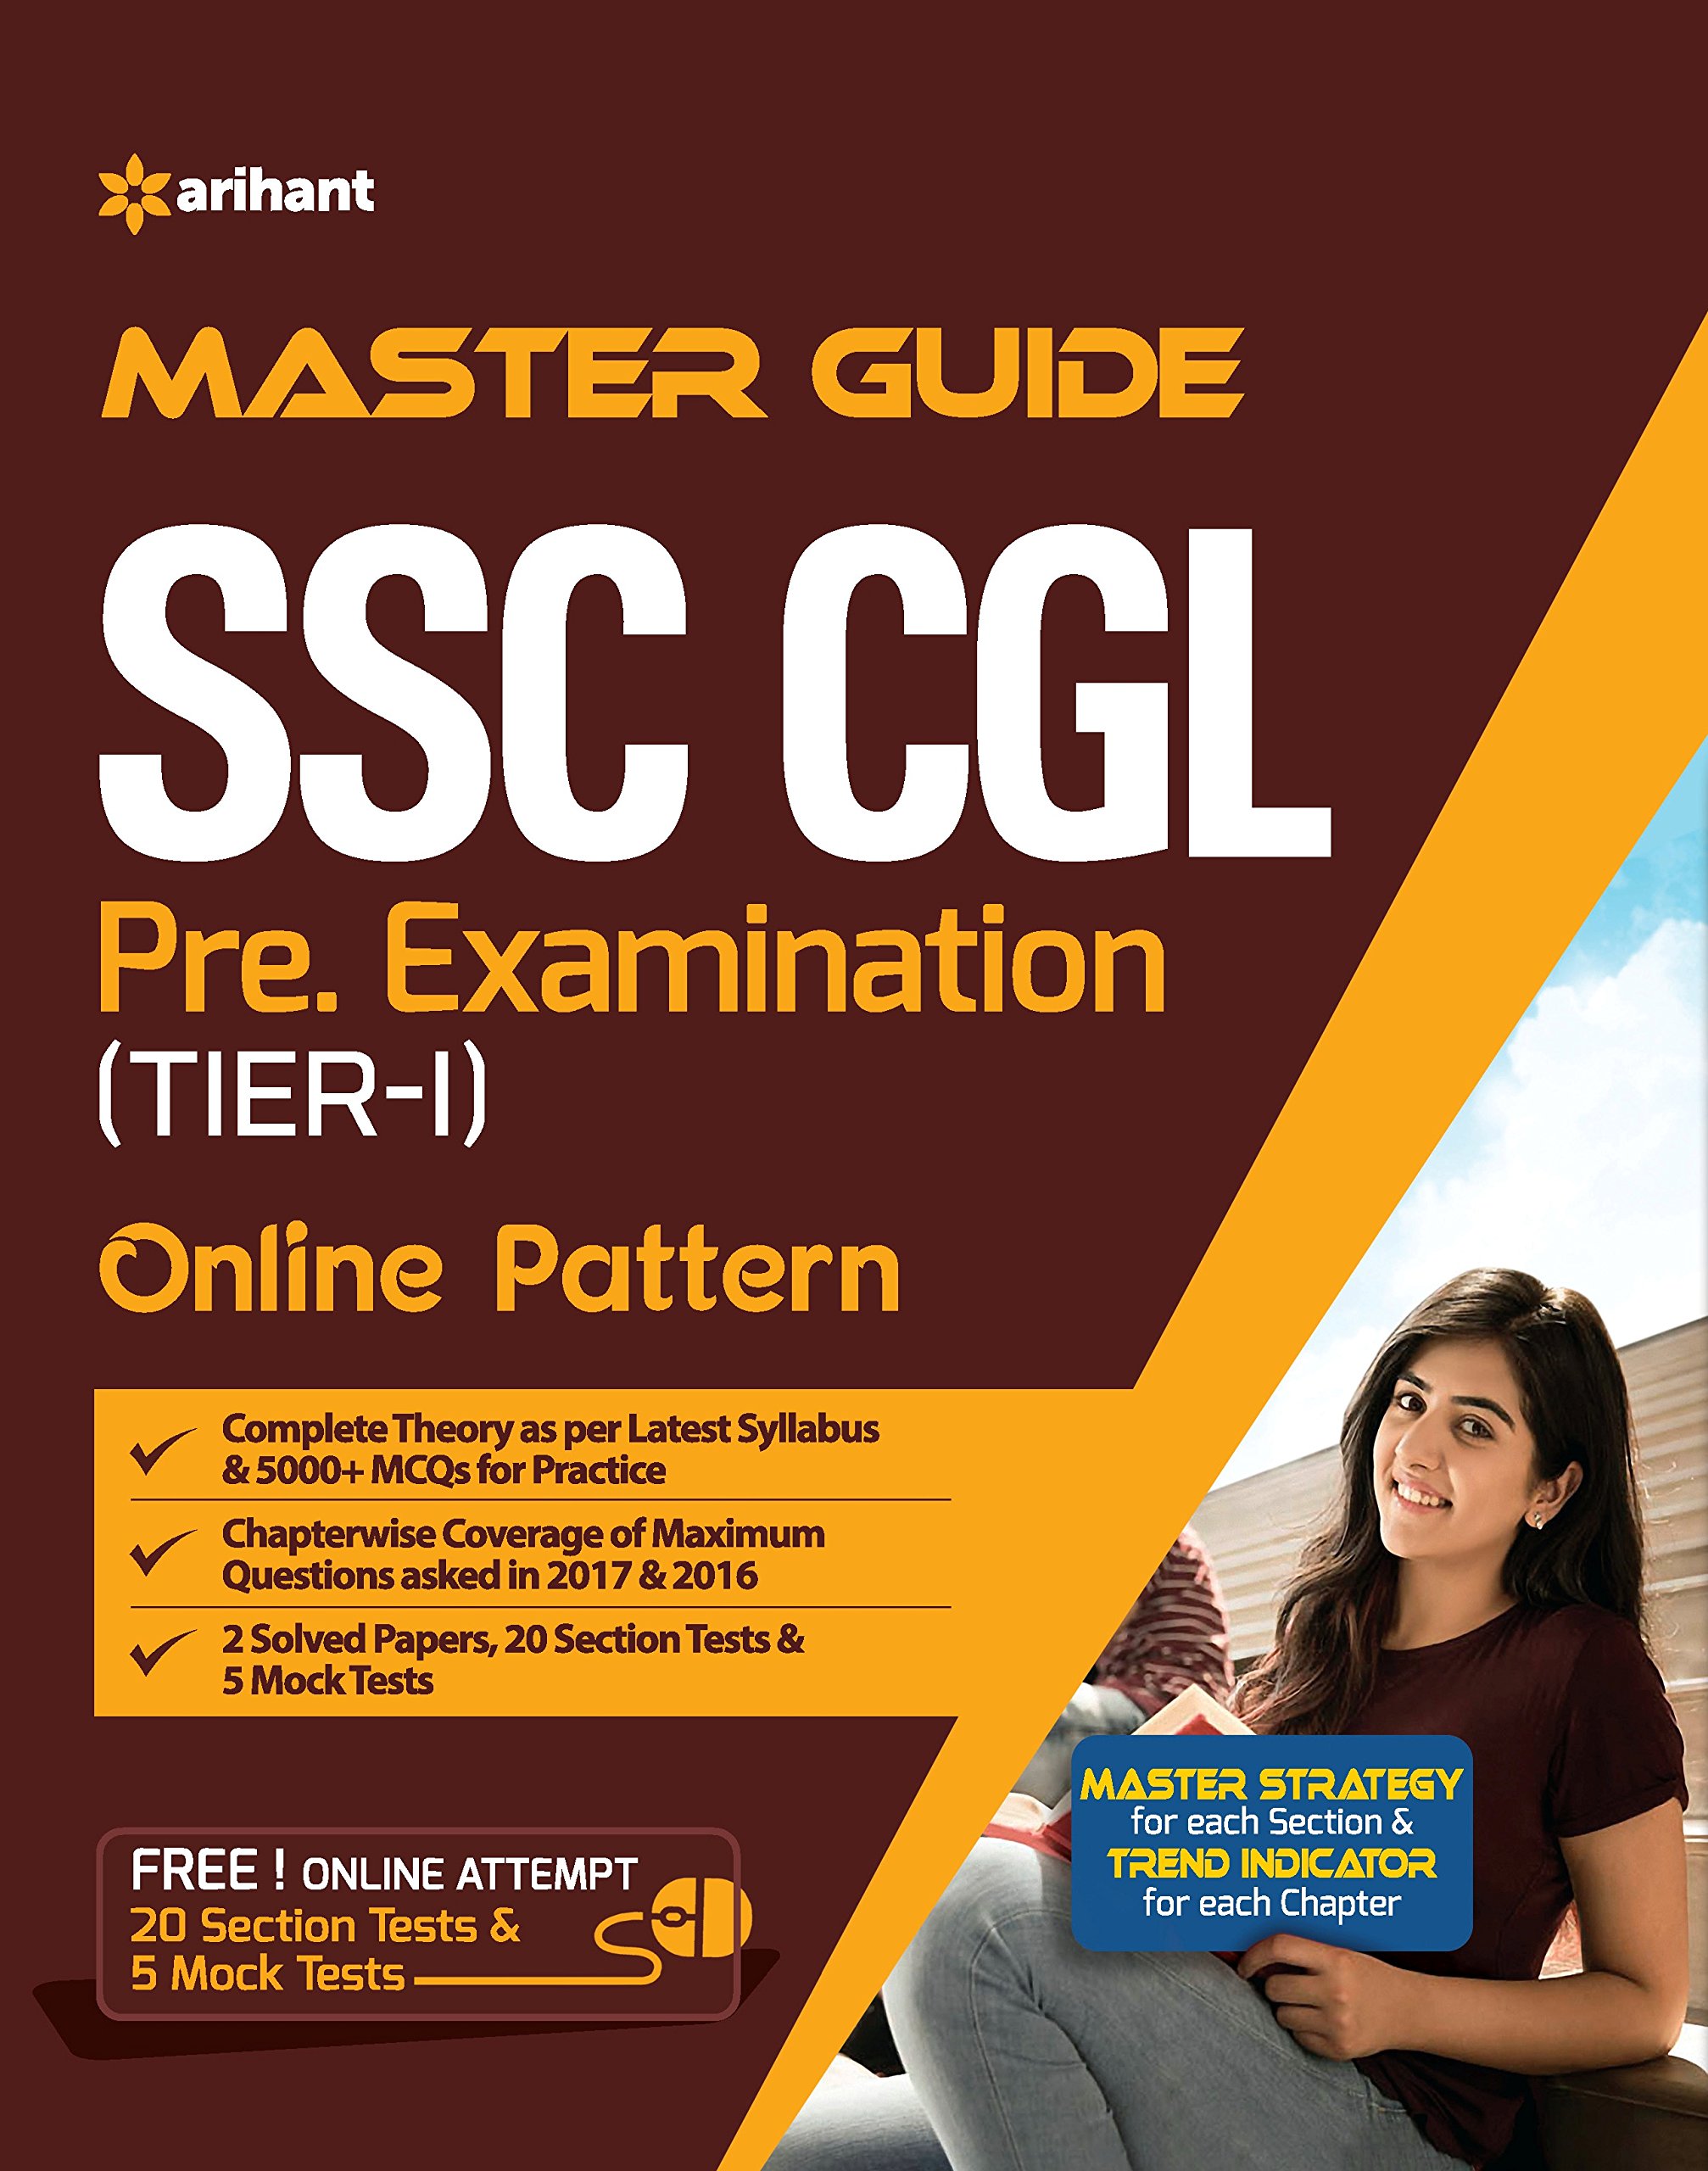 arihant
MASTER GUIDE
SSC CGL
Pre. Examination
(TIER-I)
Online Pattern
Complete Theory as per Latest Syllabus
& 5000+ MCQs for Practice
Chapterwise Coverage of Maximum
Questions asked in 2017 & 2016
2 Solved Papers, 20 Section Tests &
5 Mock Tests
MASTER STRATEGY
for each Section &
TREND INDICATOR
for each Chapter
FREE ! ONLINE ATTEMPT
20 Section Tests &
5 Mock Tests